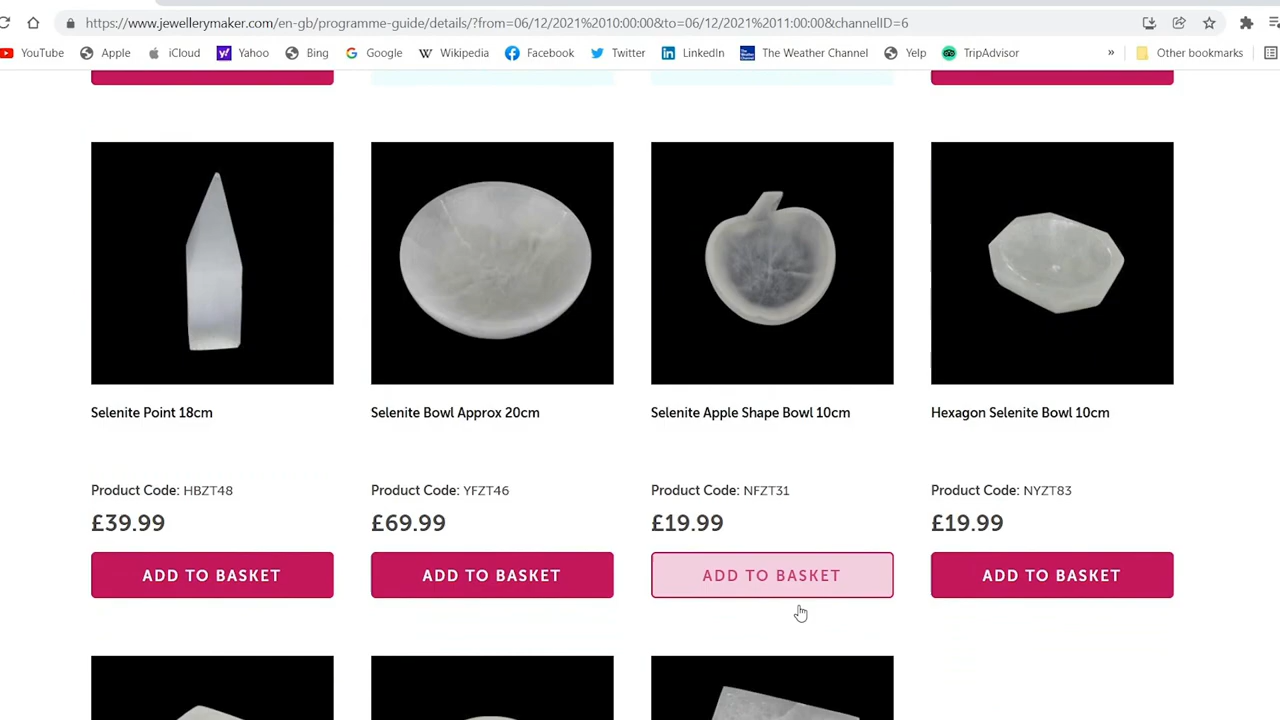 https://www.jewellerymaker.com/en-gb/programme-guide/details/?from=06/12/2021%2010:00:00&to=06/12/2021%2011:00:00&channelID=6
YouTube Apple iCloud Yahoo Bing Google Wikipedia Facebook Twitter LinkedIn The Weather Channel Yelp TripAdvisor » Other bookmarks
Selenite Point 18cm
Selenite Bowl Approx 20cm
Selenite Apple Shape Bowl 10cm
Hexagon Selenite Bowl 10cm
Product Code: HBZT48
Product Code: YFZT46
Product Code: NFZT31
Product Code: NYZT83
£39.99
£69.99
£19.99
£19.99
ADD TO BASKET
ADD TO BASKET
ADD TO BASKET
ADD TO BASKET